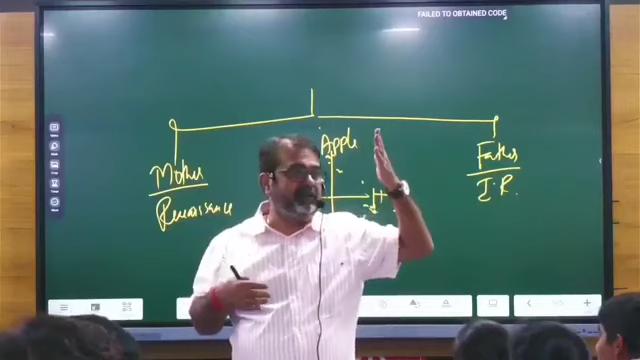 FAILED TO OBTAINED CODE
Apple
Mother
Renaissance
Father
I.R.